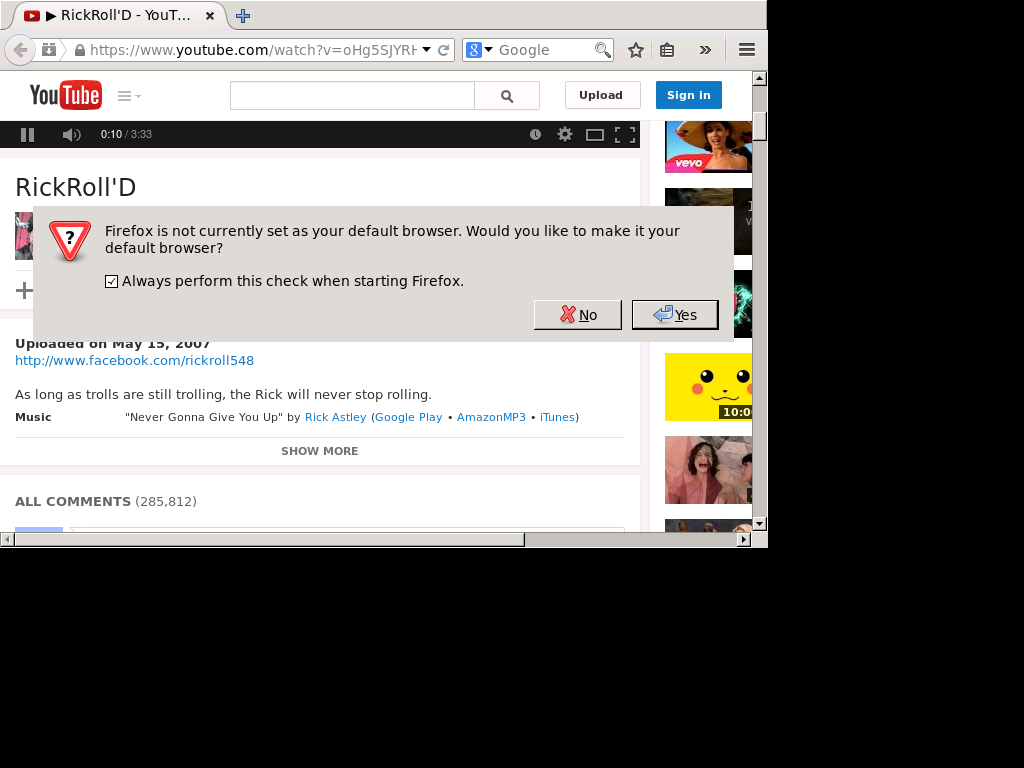 ▶ RickRoll'D - YouT...
https://www.youtube.com/watch?v=oHg5SJYRH
Google
YouTube
Upload
Sign in
0:10 / 3:33
vevo
RickRoll'D
Firefox is not currently set as your default browser. Would you like to make it your
default browser?
Always perform this check when starting Firefox.
No
Yes
Uploaded on May 15, 2007
http://www.facebook.com/rickroll548
As long as trolls are still trolling, the Rick will never stop rolling.
Music "Never Gonna Give You Up" by Rick Astley (Google Play • AmazonMP3 • iTunes)
10:0
SHOW MORE
ALL COMMENTS (285,812)